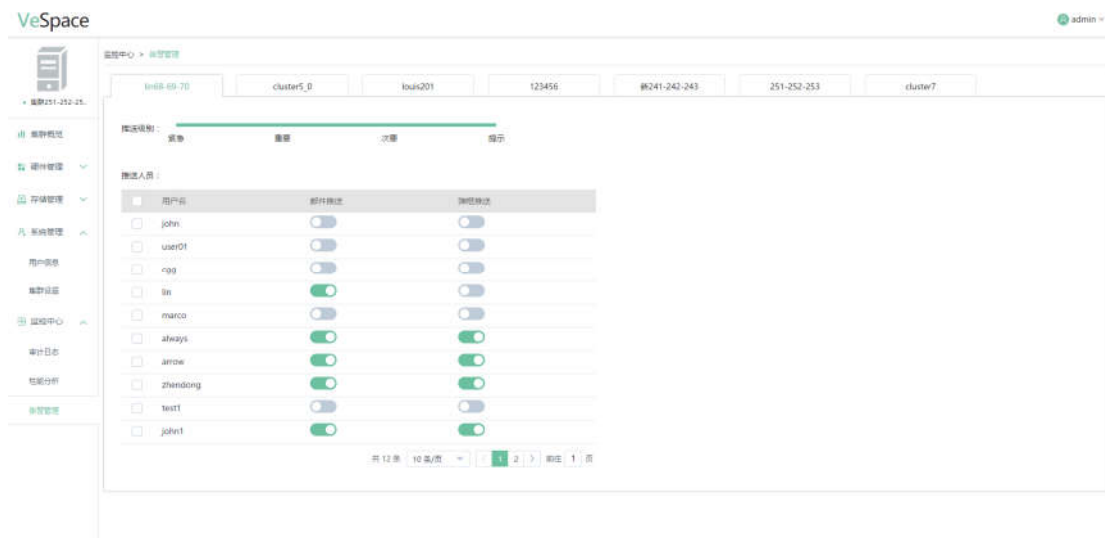 VeSpace
admin
监控中心 > 告警管理
集群251-252-25..
lin68-69-70
cluster5_0
louis201
123456
新241-242-243
251-252-253
cluster7
集群概览
硬件管理
存储管理
系统管理
用户信息
集群设置
监控中心
审计日志
性能分析
告警管理
推送级别：
紧急
重要
次要
提示
推送人员：
用户名
邮件推送
弹框推送
john
user01
lin
marco
always
arrow
zhendong
test1
john1
共 12 条
10 条/页
1
2
前往
1
页